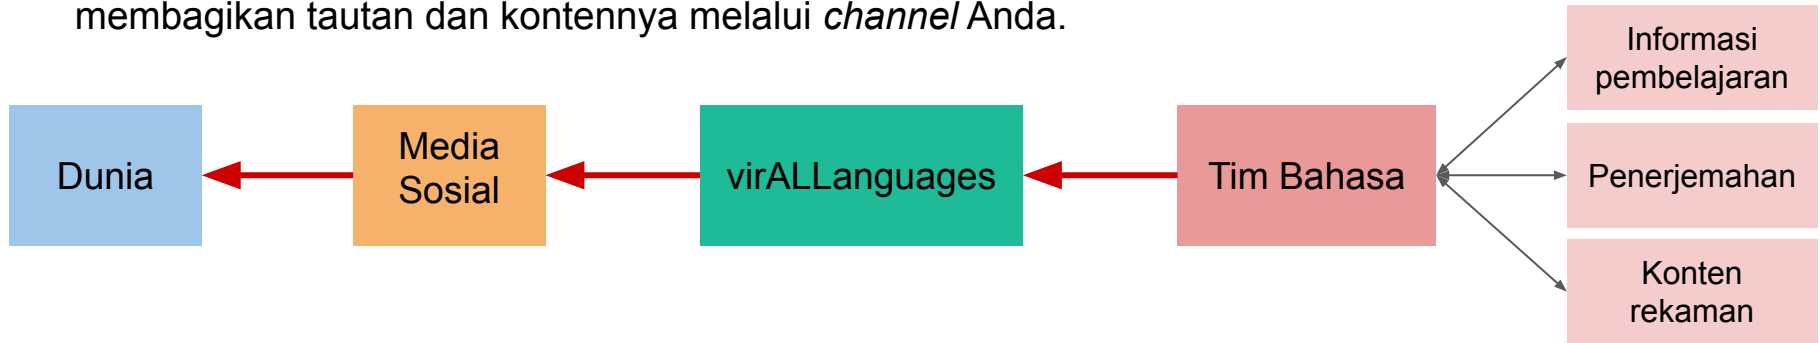 membagikan tautan dan kontennya melalui channel Anda.
Dunia
Media
Sosial
virALLanguages
Tim Bahasa
Informasi
pembelajaran
Penerjemahan
Konten
rekaman